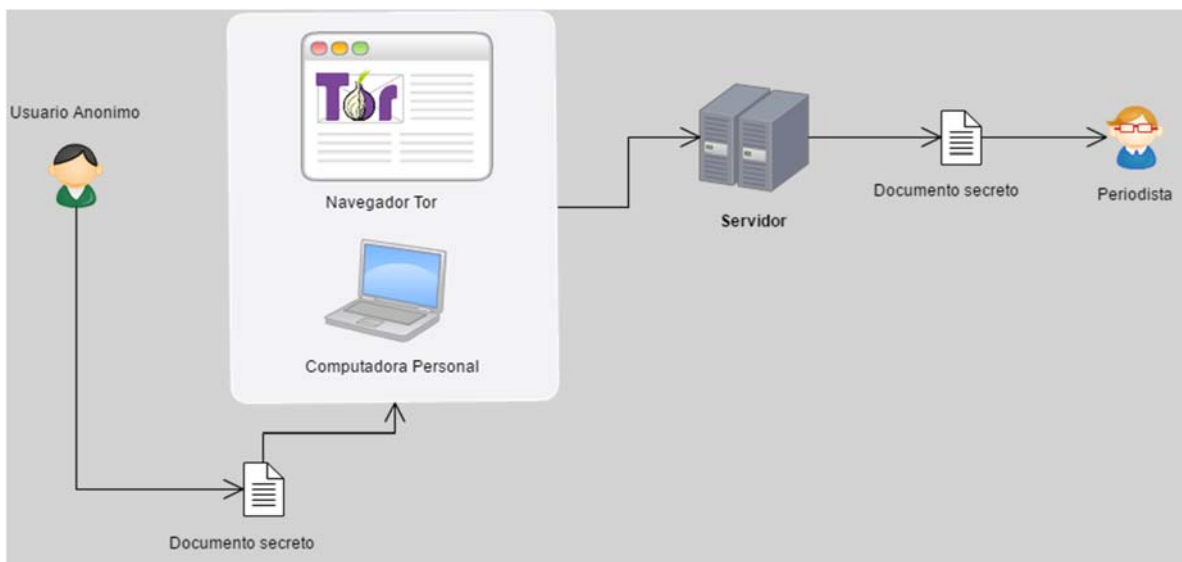 Usuario Anonimo
Tor
Navegador Tor
Computadora Personal
Documento secreto
Servidor
Documento secreto
Periodista